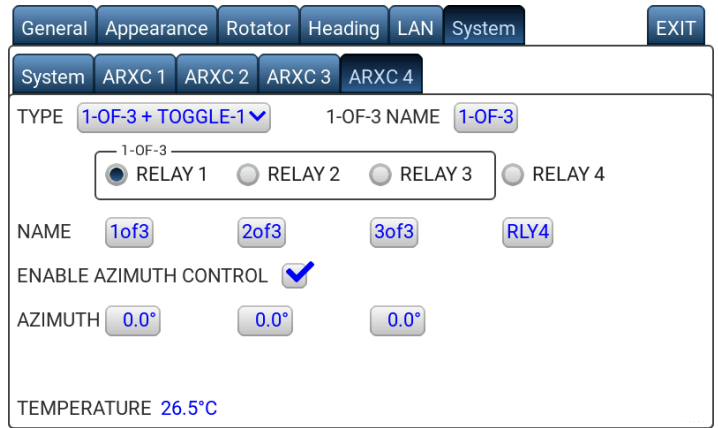 General Appearance Rotator Heading LAN System EXIT
System ARXC 1 ARXC 2 ARXC 3 ARXC 4
TYPE 1-OF-3 + TOGGLE-1 1-OF-3 NAME 1-OF-3
1-OF-3
RELAY 1 RELAY 2 RELAY 3 RELAY 4
NAME 1of3 2of3 3of3 RLY4
ENABLE AZIMUTH CONTROL
AZIMUTH 0.0° 0.0° 0.0°
TEMPERATURE 26.5°C